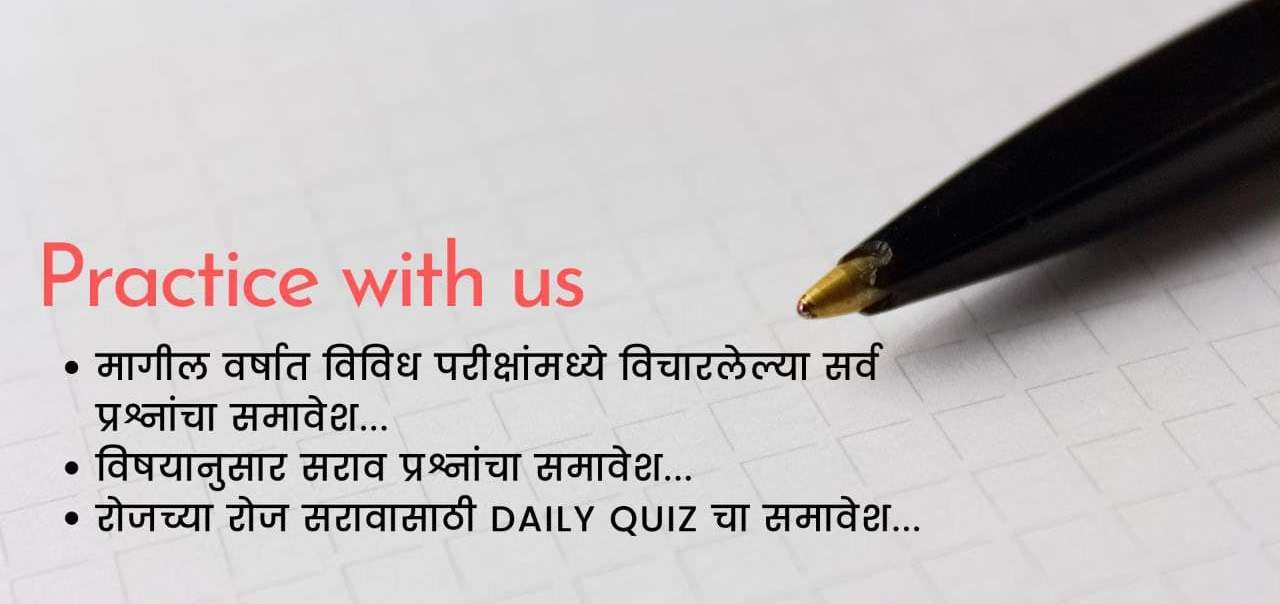 Practice with us
• मागील वर्षात विविध परीक्षांमध्ये विचारलेल्या सर्व
प्रश्नांचा समावेश...
• विषयानुसार सराव प्रश्नांचा समावेश...
• रोजच्या रोज सरावासाठी DAILY QUIZ चा समावेश...